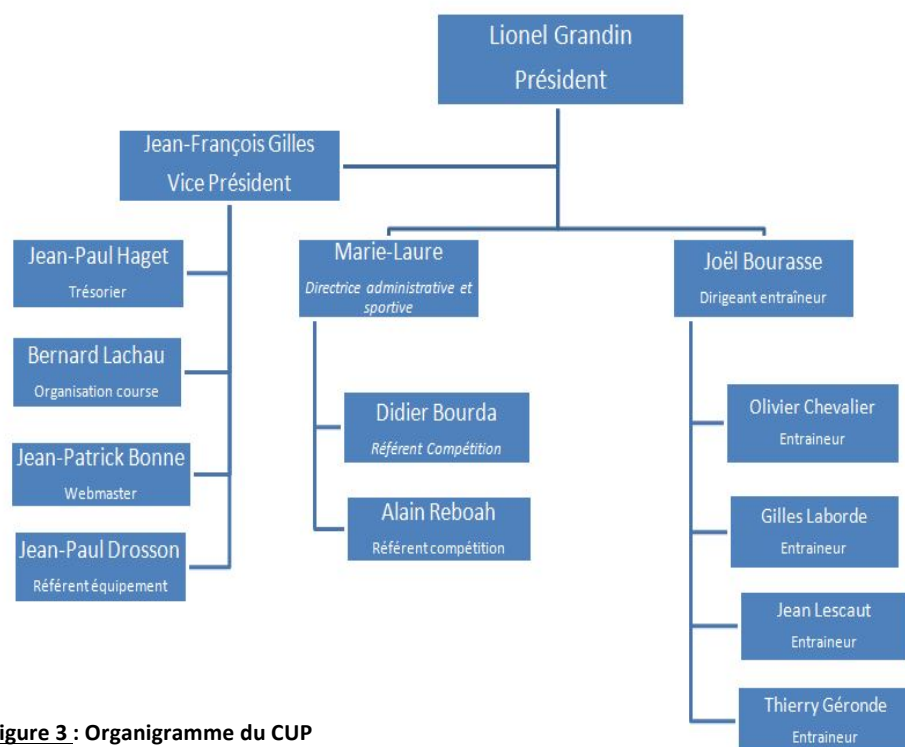 Lionel Grandin
Président
Jean-François Gilles
Vice Président
Jean-Paul Haget
Trésorier
Bernard Lachau
Organisation course
Jean-Patrick Bonne
Webmaster
Jean-Paul Drosson
Référent équipement
Marie-Laure
Directrice administrative et
sportive
Didier Bourda
Référent Compétition
Alain Reboah
Référent compétition
Joël Bourasse
Dirigeant entraîneur
Olivier Chevalier
Entraineur
Gilles Laborde
Entraineur
Jean Lescaut
Entraineur
Thierry Géronde
Entraineur
igure 3 : Organigramme du CUP